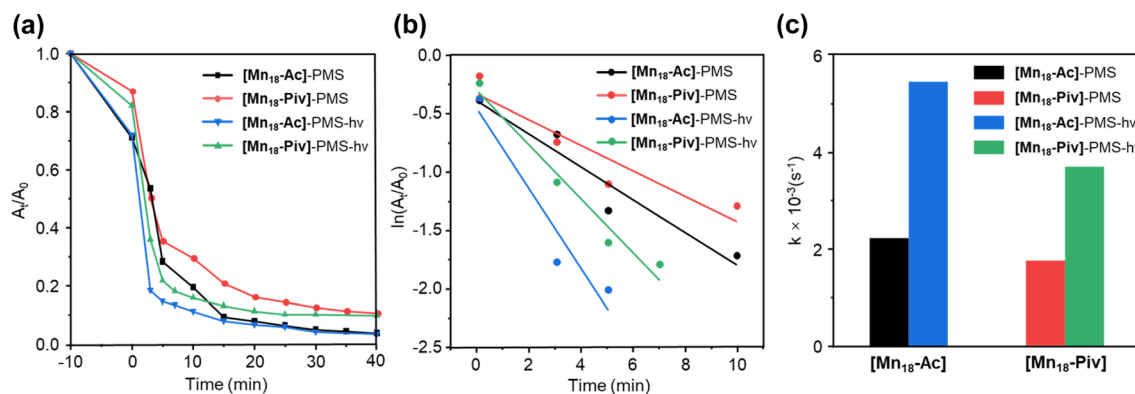 (a)
1.0
0.8
0.6
0.4
0.2
0.0
-10
0
10
20
30
40
Aₜ/A₀
Time (min)
[Mn₁₈-Ac]-PMS
[Mn₁₈-Piv]-PMS
[Mn₁₈-Ac]-PMS-hv
[Mn₁₈-Piv]-PMS-hv
(b)
0.0
-0.5
-1.0
-1.5
-2.0
-2.5
0
2
4
6
8
10
ln(Aₜ/A₀)
Time (min)
[Mn₁₈-Ac]-PMS
[Mn₁₈-Piv]-PMS
[Mn₁₈-Ac]-PMS-hv
[Mn₁₈-Piv]-PMS-hv
(c)
6
4
2
0
k × 10⁻³(s⁻¹)
[Mn₁₈-Ac]-PMS
[Mn₁₈-Piv]-PMS
[Mn₁₈-Ac]-PMS-hv
[Mn₁₈-Piv]-PMS-hv
[Mn₁₈-Ac]
[Mn₁₈-Piv]